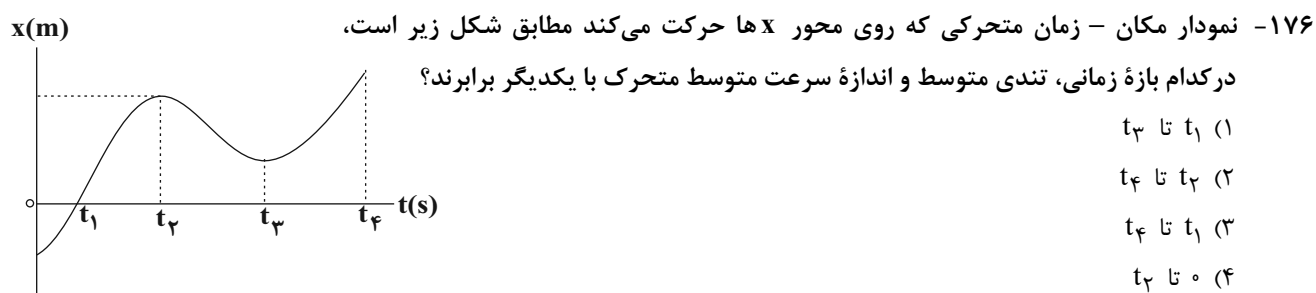 ۱۷۶- نمودار مکان – زمان متحرکی که روی محور x ها حرکت می‌کند مطابق شکل زیر است،
درکدام بازهٔ زمانی، تندی متوسط و اندازهٔ سرعت متوسط متحرک با یکدیگر برابرند؟
۱) t₁ تا t₃
۲) t₂ تا t₄
۳) t₁ تا t₄
۴) ۰ تا t₂
x(m)
o t₁ t₂ t₃ t₄ t(s)